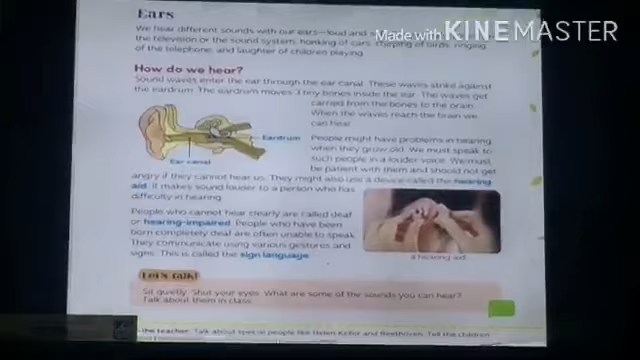 Ears
We hear different sounds with our ears—loud and
Made with KINEMASTER
the television or the sound system, honking of cars, chirping of birds, ringing
of the telephone, and laughter of children playing.
How do we hear?
Sound waves enter the ear through the ear canal. These waves strike against
the eardrum. The eardrum moves 3 tiny bones inside the ear. The waves get
carried from the bones to the brain.
When the waves reach the brain we
can hear.
Eardrum
Ear canal
People might have problems in hearing
when they grow old. We must speak to
such people in a louder voice. We must
be patient with them and should not get
angry if they cannot hear us. They might also use a device called the hearing
aid. It makes sound louder to a person who has
difficulty in hearing.
People who cannot hear clearly are called deaf
or hearing-impaired. People who have been
born completely deaf are often unable to speak.
They communicate using various gestures and
signs. This is called the sign language.
a hearing aid
Let's talk!
Sit quietly. Shut your eyes. What are some of the sounds you can hear?
Talk about them in class.
the teacher: Talk about special people like Helen Keller and Beethoven. Tell the children